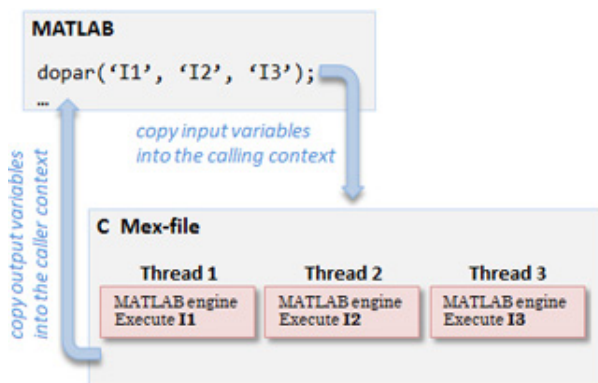 MATLAB
dopar(‘I1’, ‘I2’, ‘I3’);
…
copy input variables
into the calling context
copy output variables
into the caller context
C Mex-file
Thread 1
MATLAB engine
Execute I1
Thread 2
MATLAB engine
Execute I2
Thread 3
MATLAB engine
Execute I3